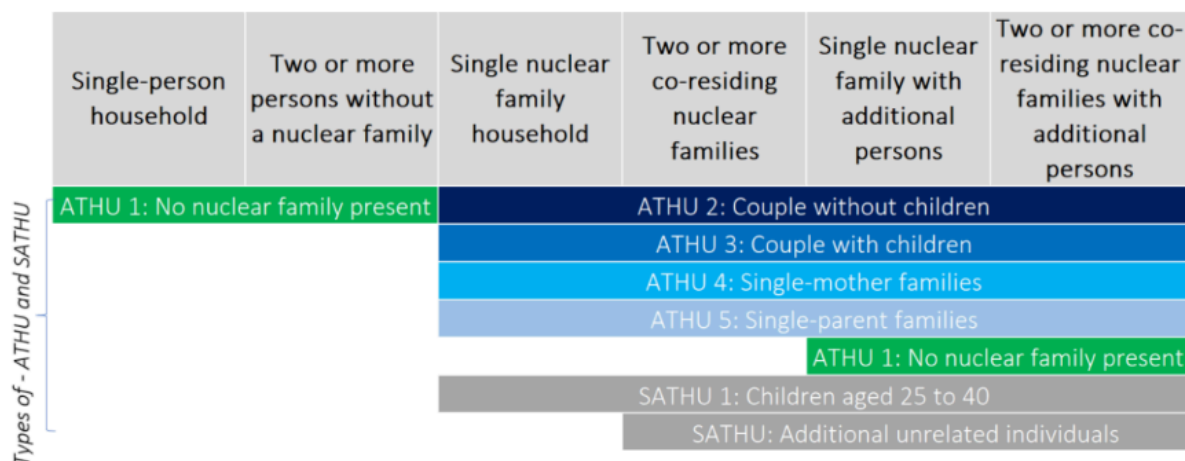 Single-person
household
Two or more
persons without
a nuclear family
Single nuclear
family
household
Two or more
co-residing
nuclear
families
Single nuclear
family with
additional
persons
Two or more co-
residing nuclear
families with
additional
persons
Types of - ATHU and SATHU
ATHU 1: No nuclear family present
ATHU 2: Couple without children
ATHU 3: Couple with children
ATHU 4: Single-mother families
ATHU 5: Single-parent families
ATHU 1: No nuclear family present
SATHU 1: Children aged 25 to 40
SATHU: Additional unrelated individuals